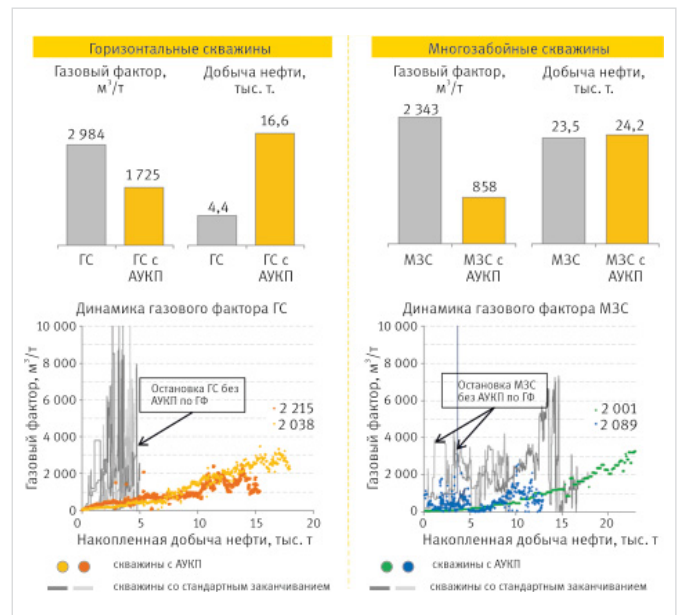 Горизонтальные скважины
Газовый фактор,
м³/т
Добыча нефти,
тыс. т.
2 984
1725
4,4
16,6
ГС
ГС с
АУКП
ГС
ГС с
АУКП
Динамика газового фактора ГС
Газовый фактор, м³/т
10 000
8 000
6 000
4 000
2 000
0
Остановка ГС без
АУКП по ГФ
2 215
2 038
5
10
15
20
Накопленная добыча нефти, тыс. т
скважины с АУКП
скважины со стандартным заканчиванием
Многозабойные скважины
Газовый фактор,
м³/т
Добыча нефти,
тыс. т.
2 343
858
23,5
24,2
МЗС
МЗС с
АУКП
МЗС
МЗС с
АУКП
Динамика газового фактора МЗС
Газовый фактор, м³/т
10 000
8 000
6 000
4 000
2 000
0
Остановка МЗС
без АУКП по ГФ
2 001
2 089
0
5
10
15
20
Накопленная добыча нефти, тыс. т
скважины с АУКП
скважины со стандартным заканчиванием